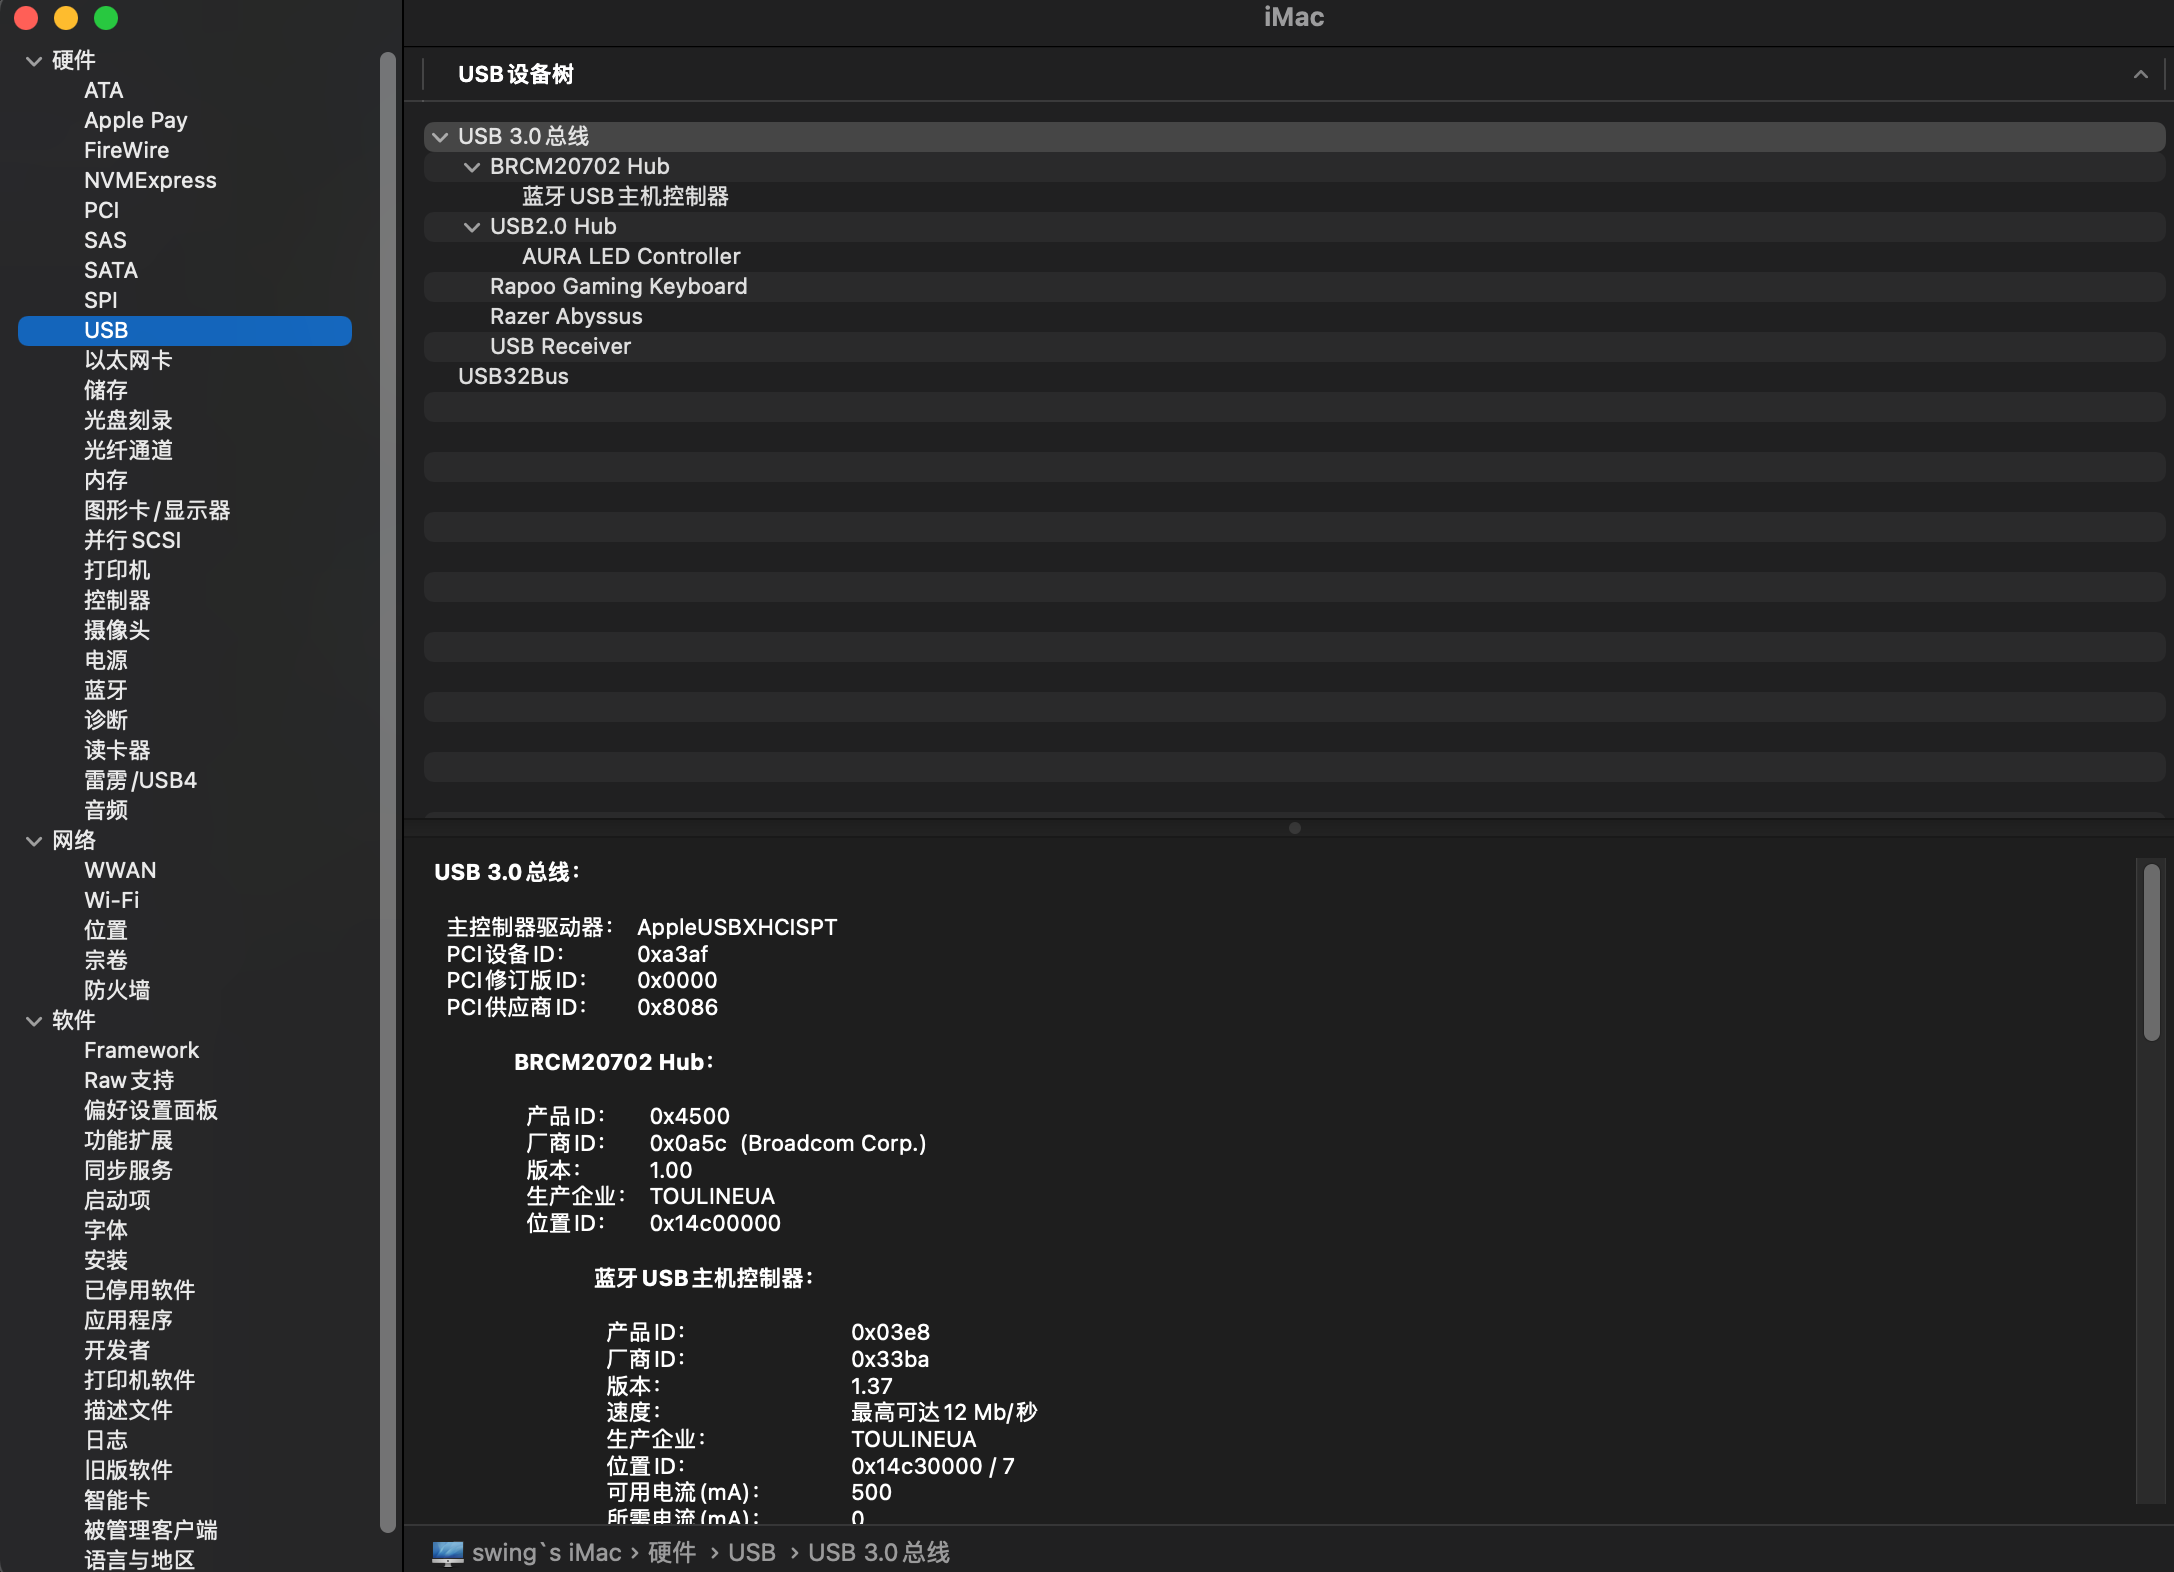 iMac
硬件
ATA
Apple Pay
FireWire
NVMExpress
PCI
SAS
SATA
SPI
USB
以太网卡
储存
光盘刻录
光纤通道
内存
图形卡/显示器
并行SCSI
打印机
控制器
摄像头
电源
蓝牙
诊断
读卡器
雷雳/USB4
音频
网络
WWAN
Wi-Fi
位置
宗卷
防火墙
软件
Framework
Raw支持
偏好设置面板
功能扩展
同步服务
启动项
字体
安装
已停用软件
应用程序
开发者
打印机软件
描述文件
日志
旧版软件
智能卡
被管理客户端
语言与地区
USB设备树
USB 3.0总线
BRCM20702 Hub
蓝牙USB主机控制器
USB2.0 Hub
AURA LED Controller
Rapoo Gaming Keyboard
Razer Abyssus
USB Receiver
USB32Bus
USB 3.0总线：
主控制器驱动器： AppleUSBXHCISPT
PCI设备ID： 0xa3af
PCI修订版ID： 0x0000
PCI供应商ID： 0x8086
BRCM20702 Hub：
产品ID： 0x4500
厂商ID： 0x0a5c (Broadcom Corp.)
版本： 1.00
生产企业： TOULINEUA
位置ID： 0x14c00000
蓝牙USB主机控制器：
产品ID： 0x03e8
厂商ID： 0x33ba
版本： 1.37
速度： 最高可达12 Mb/秒
生产企业： TOULINEUA
位置ID： 0x14c30000 / 7
可用电流(mA)： 500
所需电流(mA)： 0
swing`s iMac › 硬件 › USB › USB 3.0总线